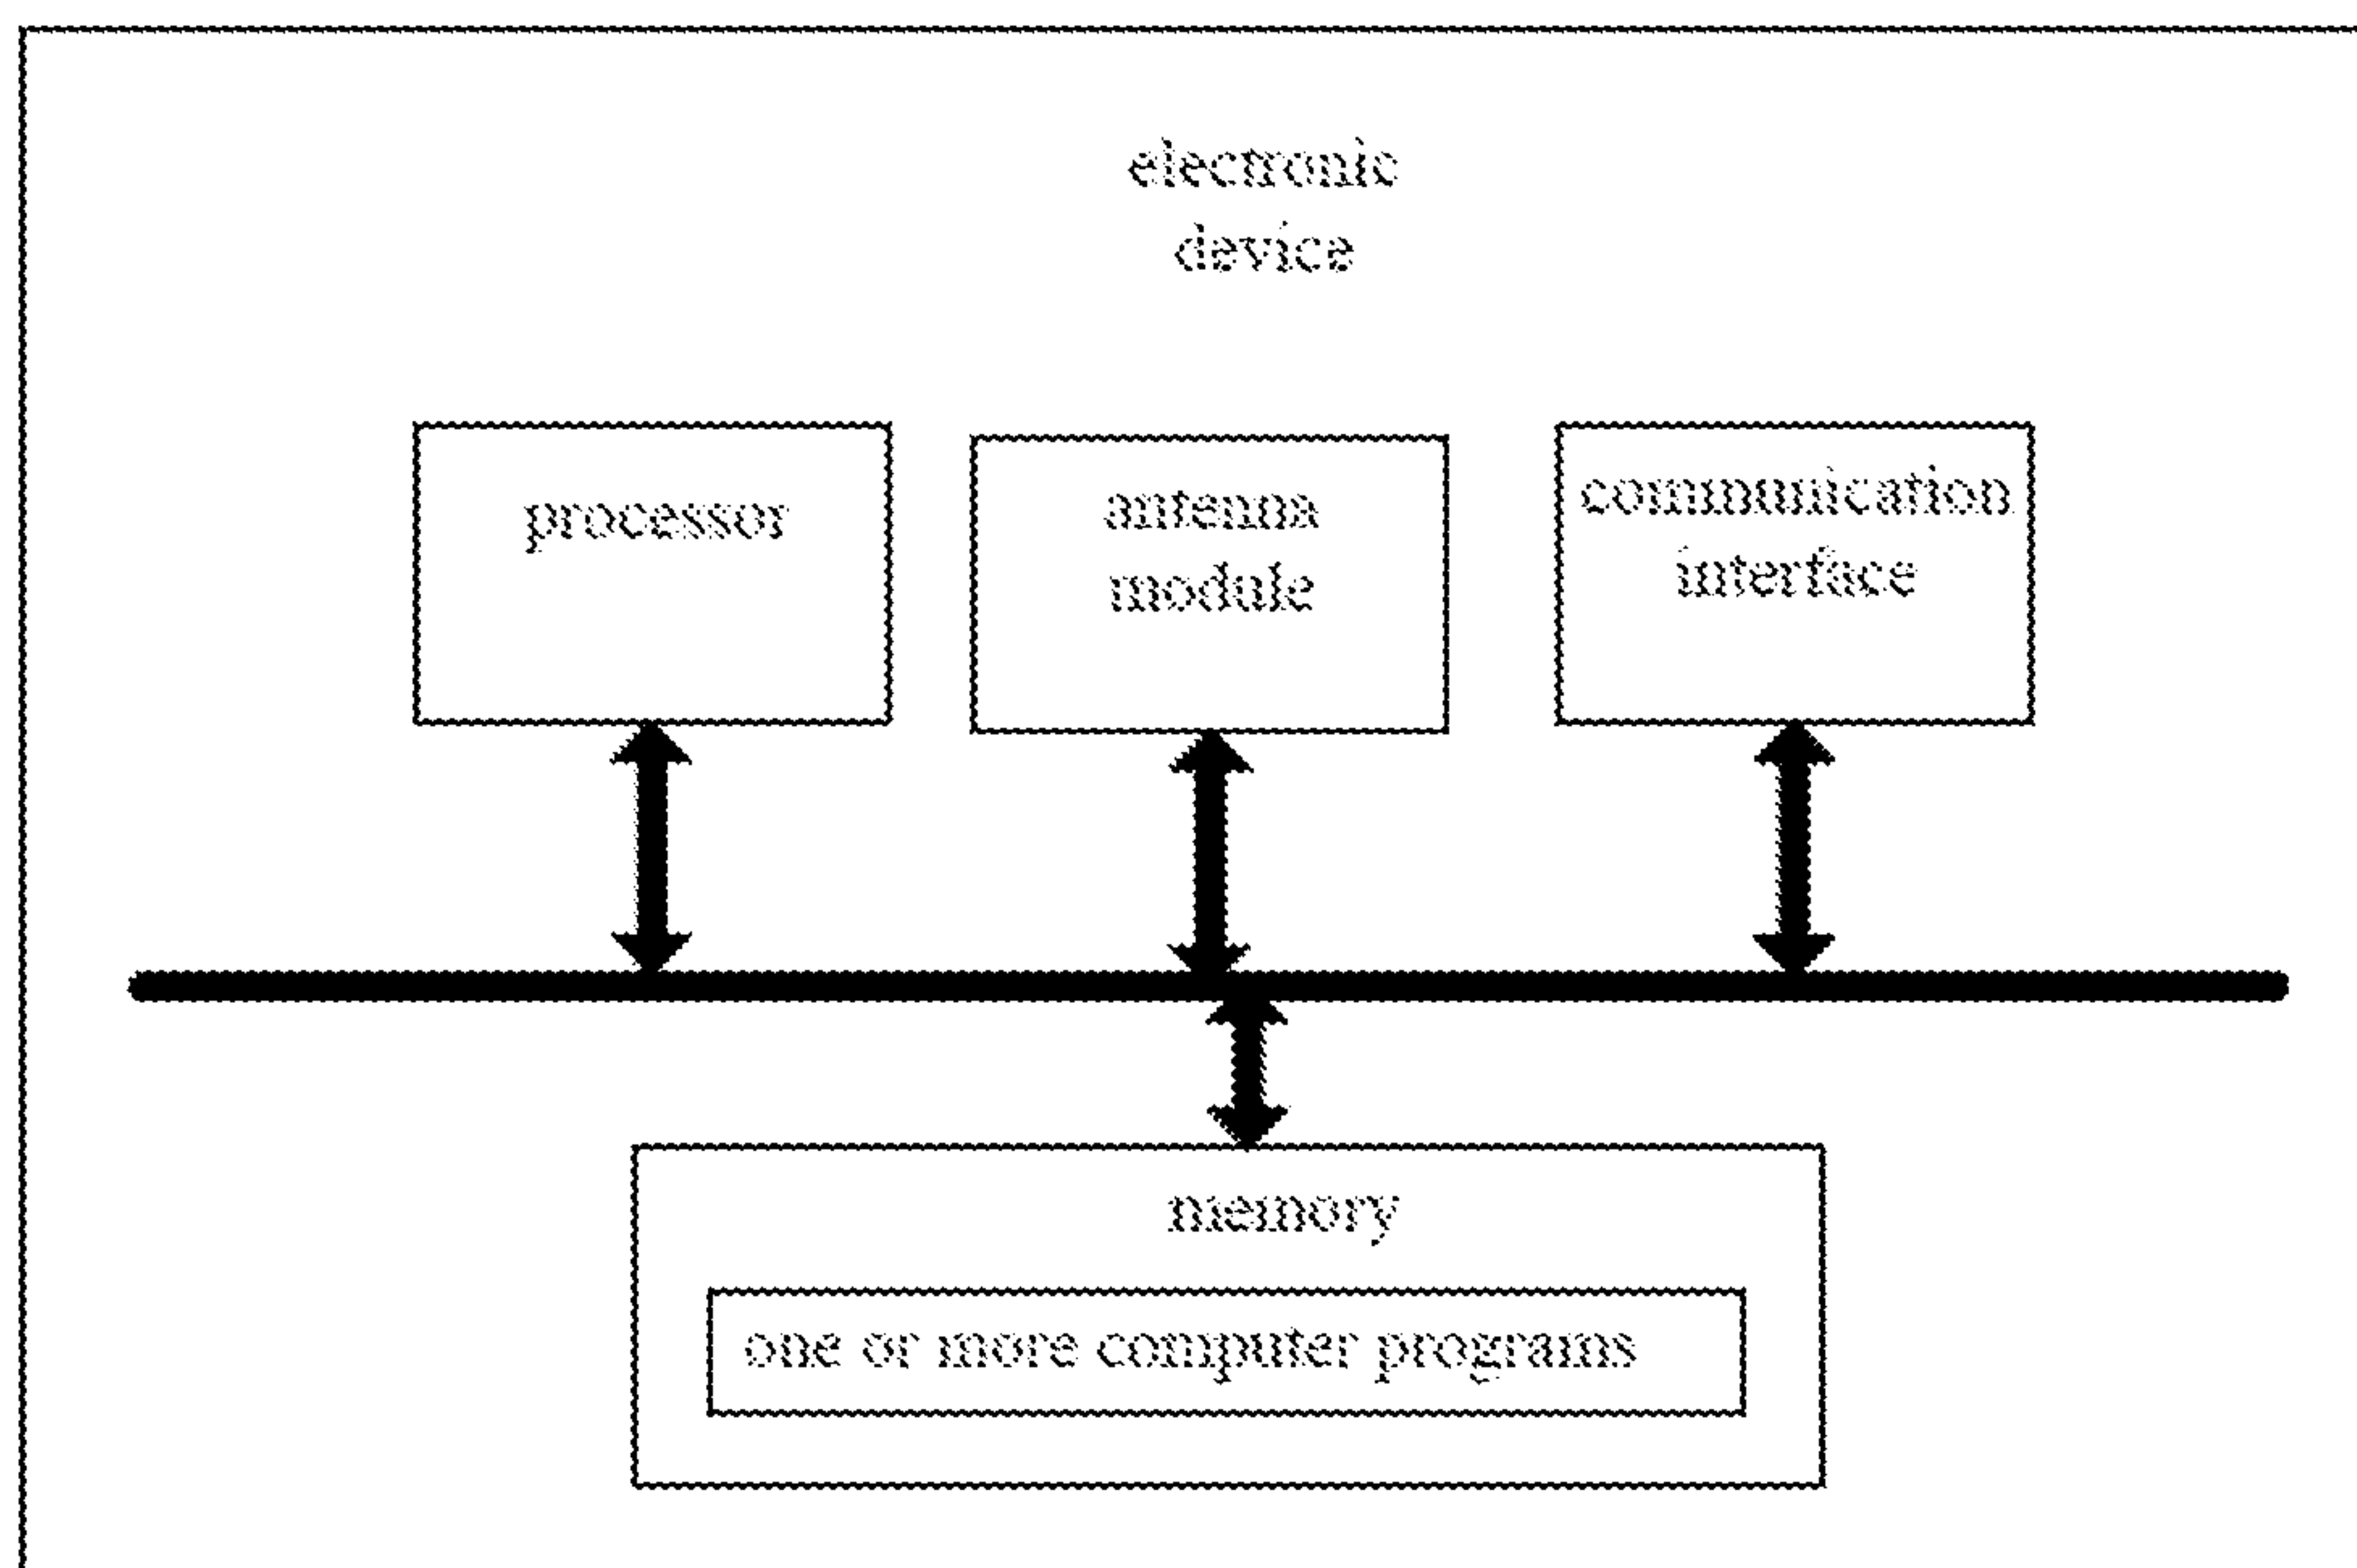 electronic
device
processor
antenna
module
communication
interface
memory
one or more computer programs